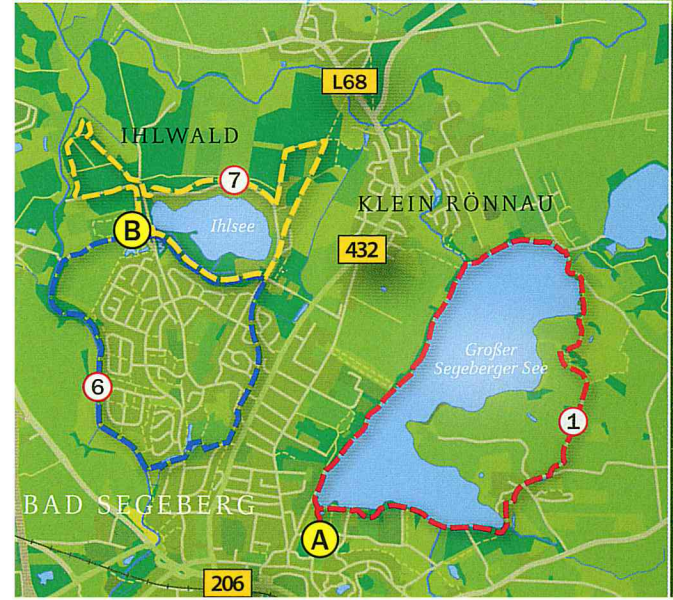 L68
IHLWALD
7
KLEIN RÖNNAU
B
Ihlsee
432
Großer
Segeberger See
6
1
BAD SEGEBERG
A
206